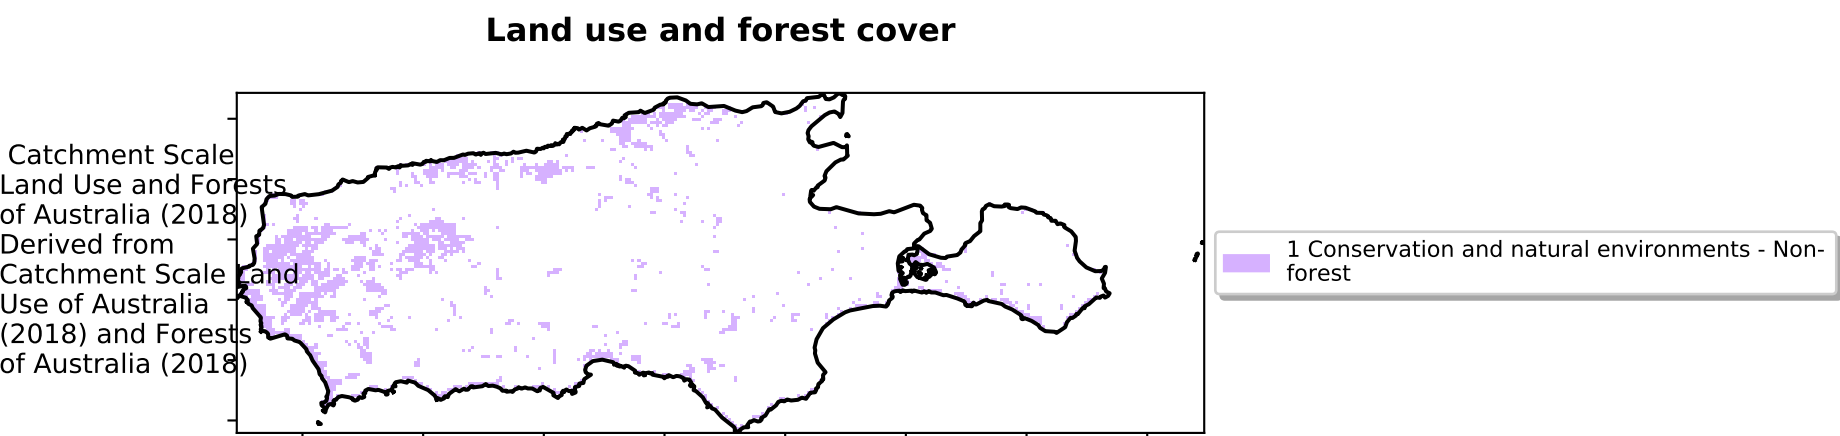 Land use and forest cover
Catchment Scale
Land Use and Forests
of Australia (2018)
Derived from
Catchment Scale Land
Use of Australia
(2018) and Forests
of Australia (2018)
1 Conservation and natural environments - Non-
forest